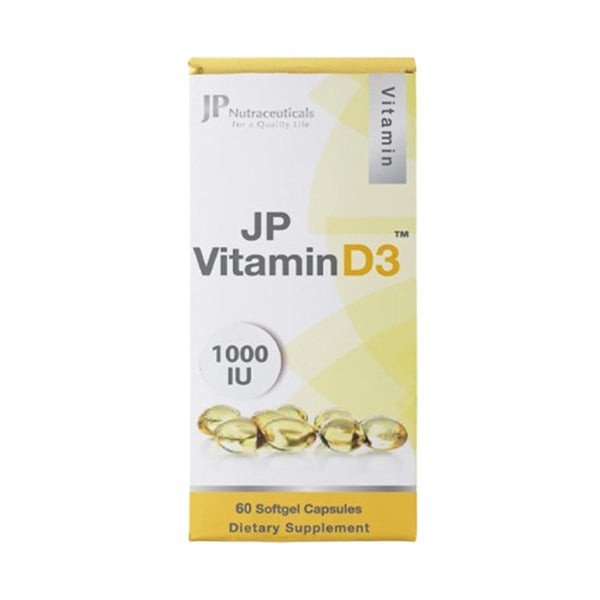 JP Nutraceuticals
For a Quality Life
Vitamin
JP
Vitamin D3™
1000
IU
60 Softgel Capsules
Dietary Supplement